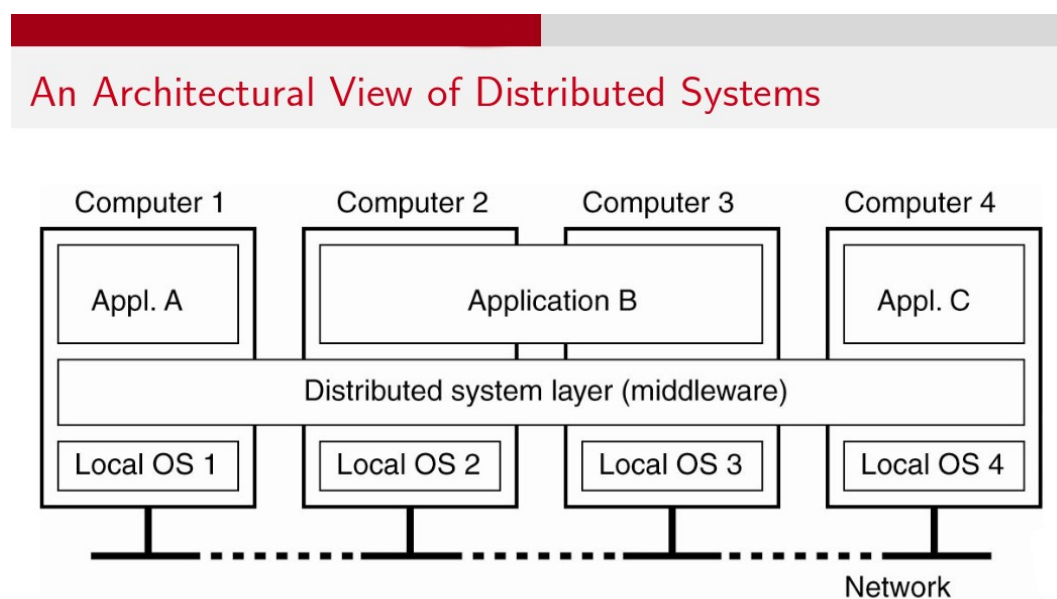 An Architectural View of Distributed Systems
Computer 1 Computer 2 Computer 3 Computer 4
Appl. A Application B Appl. C
Distributed system layer (middleware)
Local OS 1 Local OS 2 Local OS 3 Local OS 4
Network